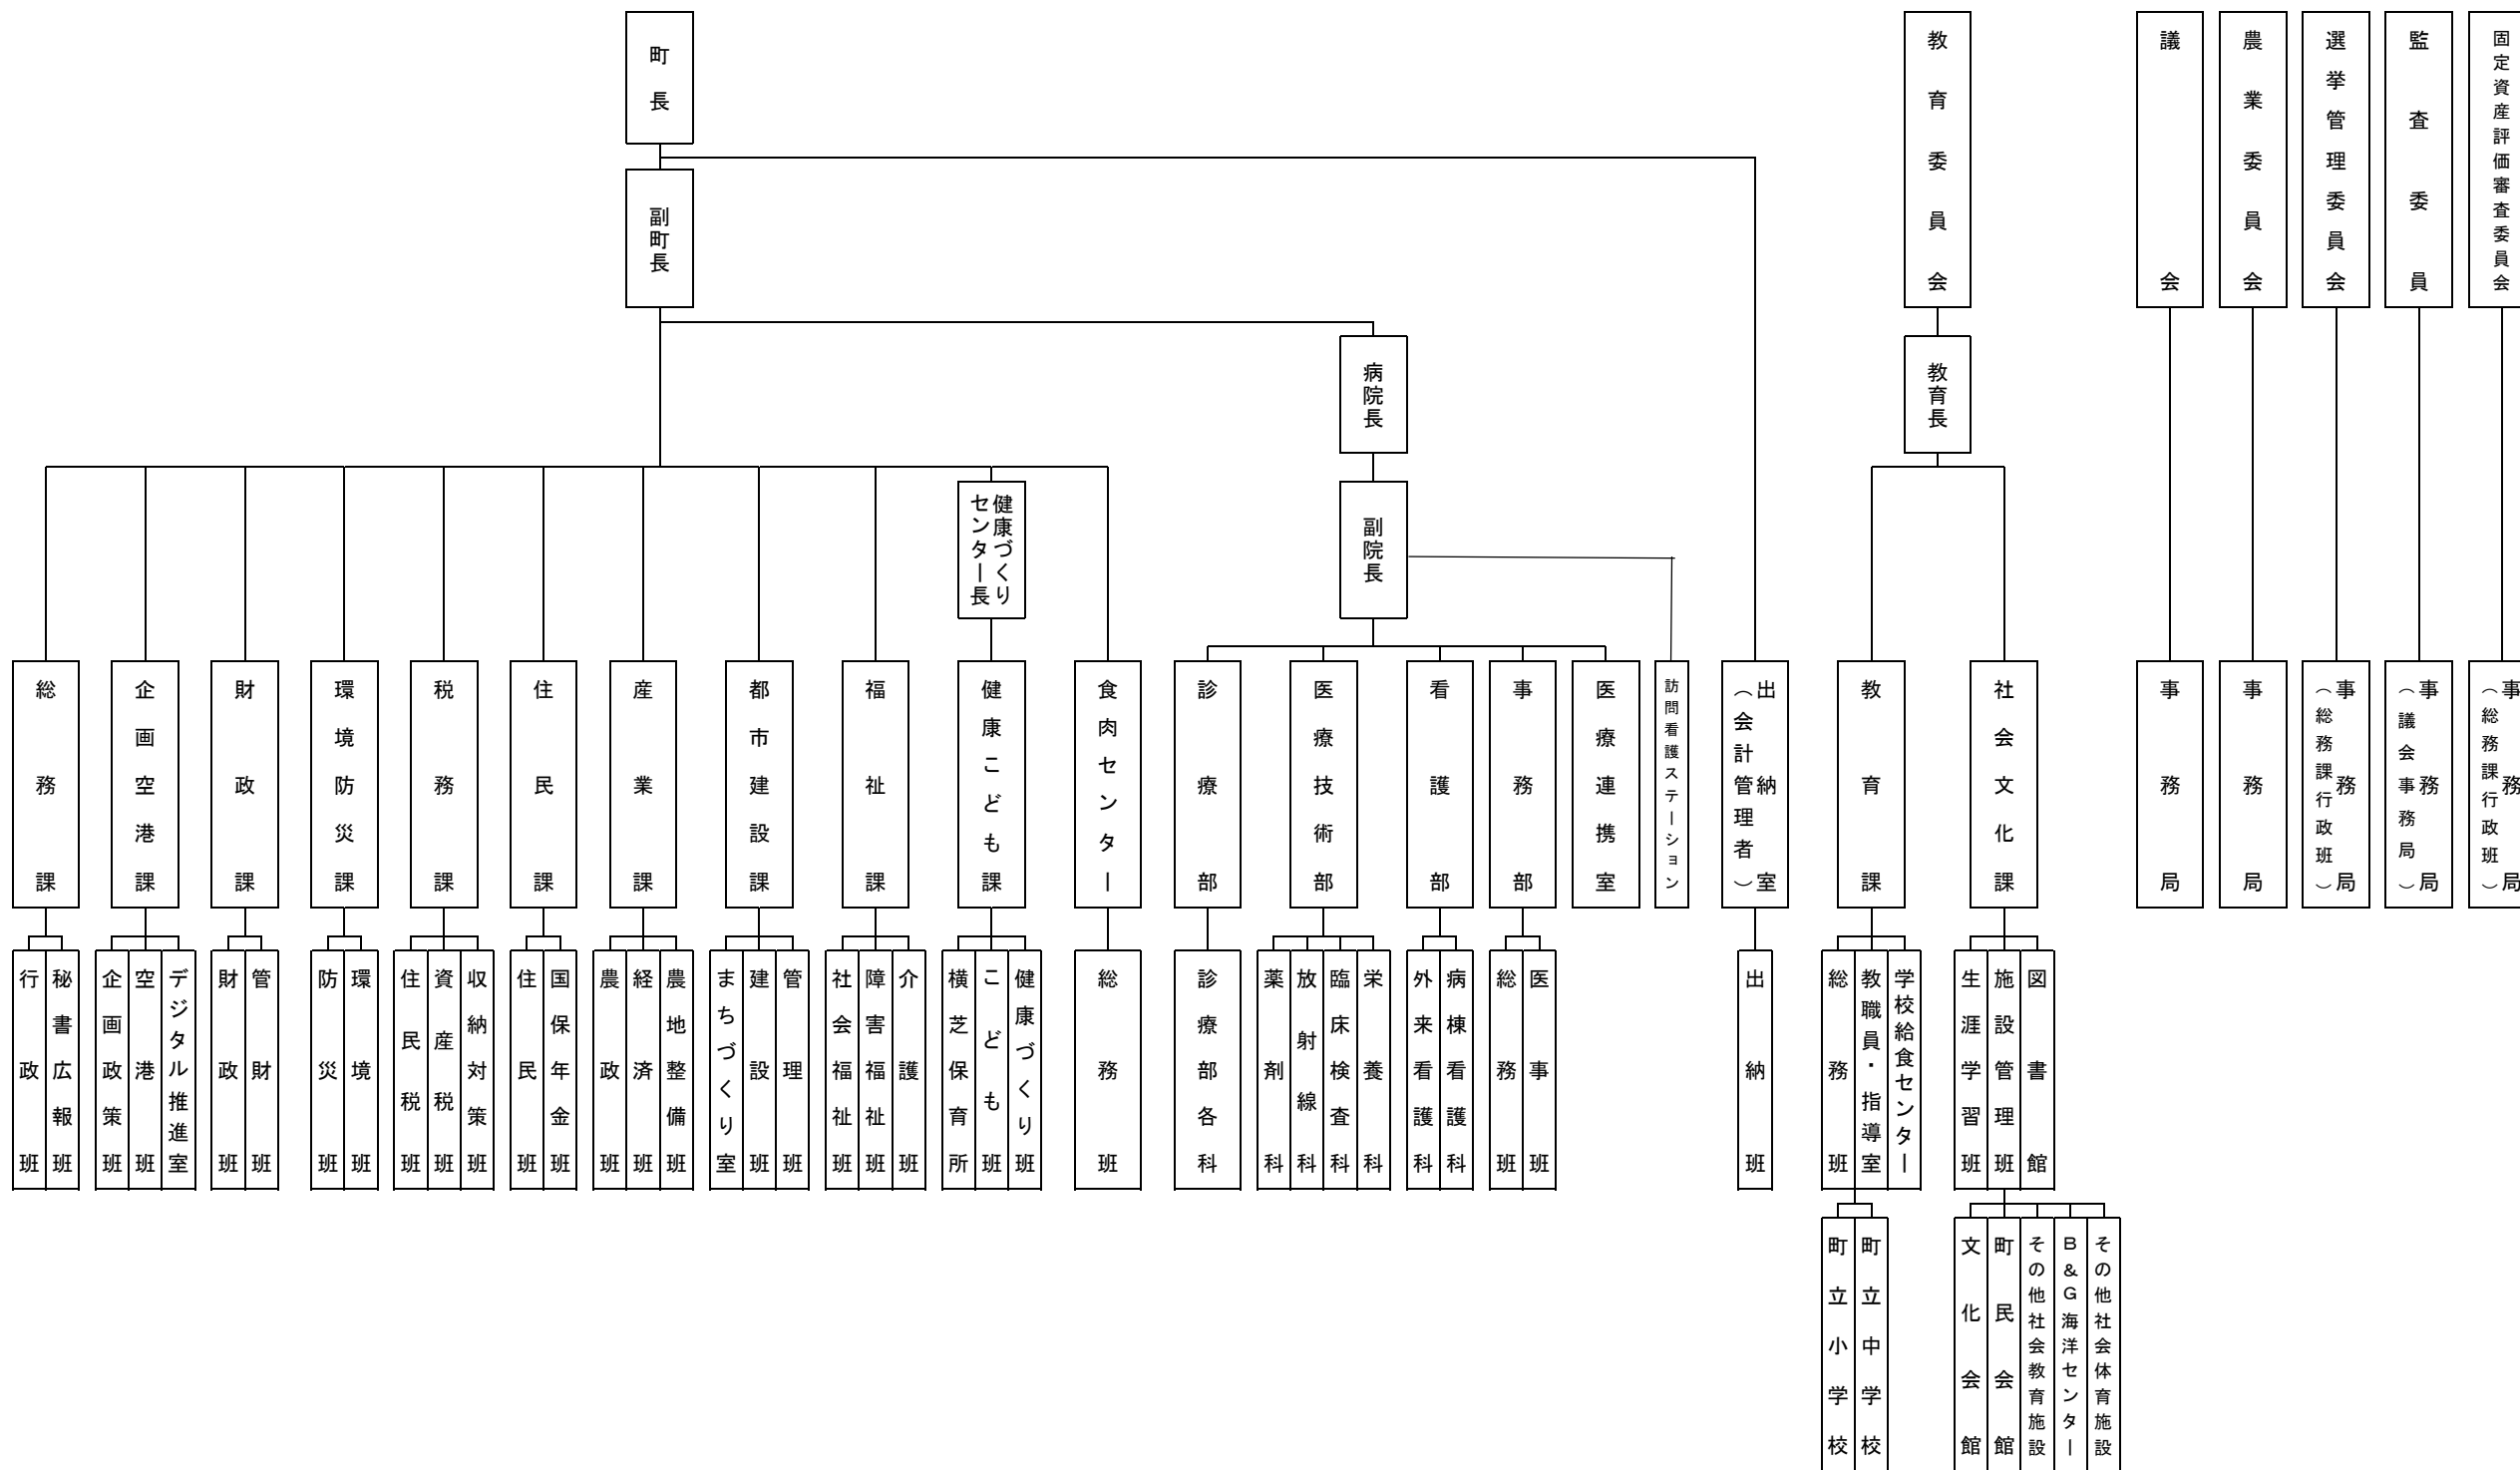 町長
教育委員会
議会
農業委員会
選挙管理委員会
監査委員
固定資産評価審査委員会
副町長
病院長
教育長
健康づくり
センター長
副院長
総務課
企画空港課
財政課
環境防災課
税務課
住民課
産業課
都市建設課
福祉課
健康こども課
食肉センター
診療部
医療技術部
看護部
事務部
医療連携室
訪問看護ステーション
出納室
（会計管理者）
教育課
社会文化課
事務局
事務局
事務局
（総務課行政班）
事務局
（議会事務局）
事務局
（総務課行政班）
行政班
秘書広報班
企画政策班
空港班
デジタル推進室
財政班
管財班
防災班
環境班
住民税班
資産税班
収納対策班
住民班
国保年金班
農政班
経済班
農地整備班
まちづくり室
建設班
管理班
社会福祉班
障害福祉班
介護班
横芝保育所
こども班
健康づくり班
総務班
診療部各科
薬剤科
放射線科
臨床検査科
栄養科
外来看護科
病棟看護科
総務班
医事班
出納班
総務班
教職員・指導室
学校給食センター
生涯学習班
施設管理班
図書館
町立小学校
町立中学校
文化会館
町民会館
その他社会教育施設
B＆G海洋センター
その他社会体育施設